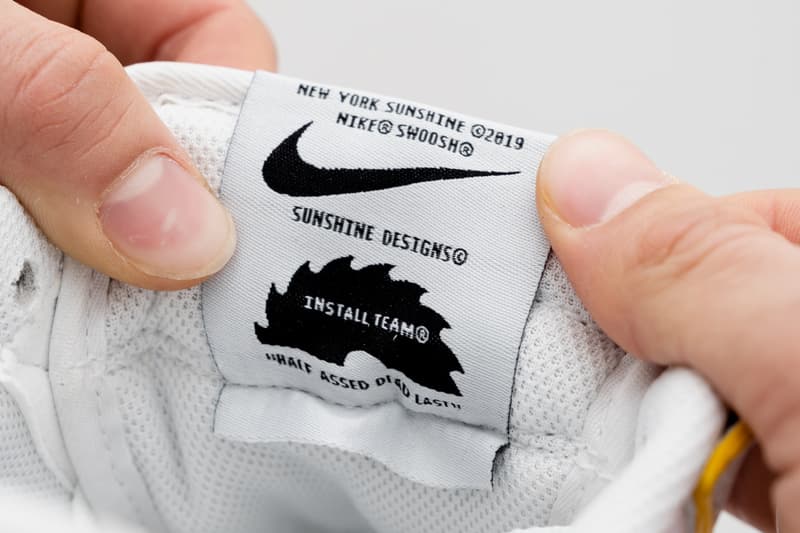 NEW YORK SUNSHINE ©2019
NIKE® SWOOSH®
SUNSHINE DESIGNS©
INSTALL TEAM®
"HALF ASSED DEAD LAST"